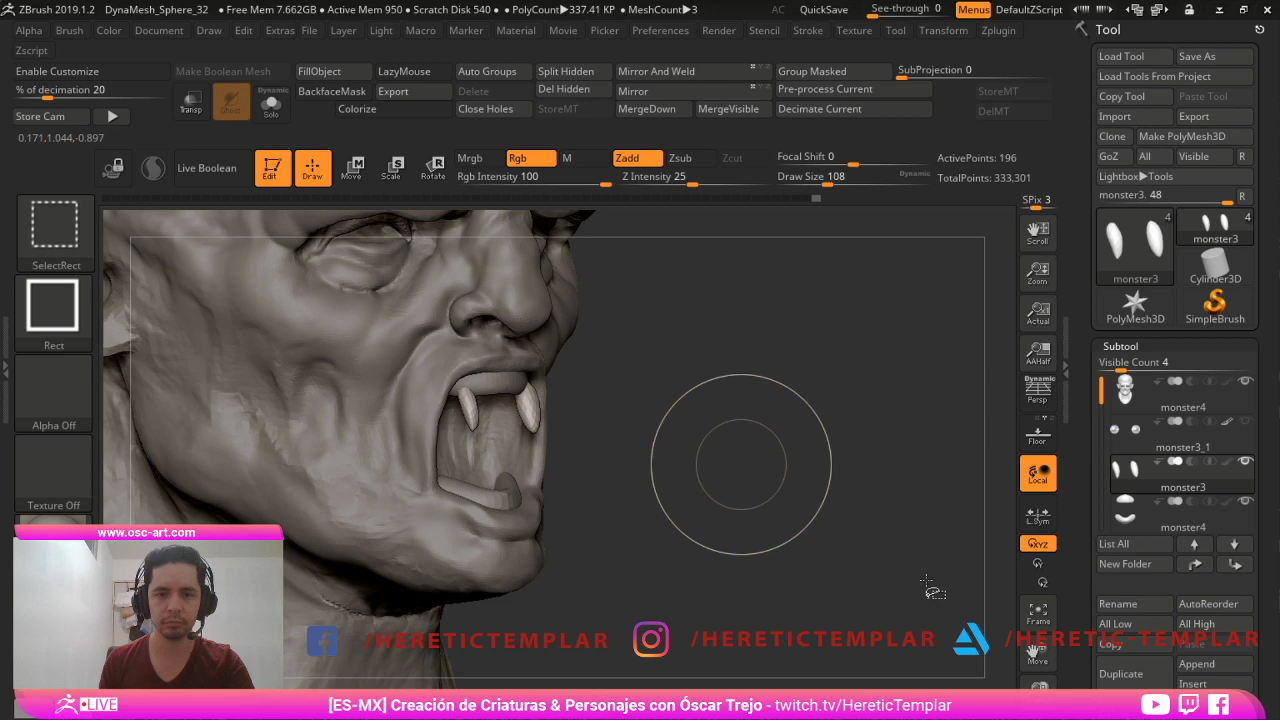 ZBrush 2019.1.2 DynaMesh_Sphere_32 • Free Mem 7.662GB • Active Mem 950 • Scratch Disk 540 • PolyCount▶337.41 KP • MeshCount▶3 AC QuickSave See-through 0 Menus DefaultZScript
Alpha Brush Color Document Draw Edit Extras File Layer Light Macro Marker Material Movie Picker Preferences Render Stencil Stroke Texture Tool Transform Zplugin
Zscript
Enable Customize Make Boolean Mesh FillObject LazyMouse Auto Groups Split Hidden Mirror And Weld Group Masked SubProjection 0
% of decimation 20 Transp Ghost Dynamic Solo BackfaceMask Export Delete Del Hidden Mirror Pre-process Current StoreMT
Store Cam Colorize Close Holes StoreMT MergeDown MergeVisible Decimate Current DelMT
0.171,1.044,-0.897
Live Boolean Edit Draw Move Scale Rotate Mrgb Rgb M Zadd Zsub Zcut Focal Shift 0 ActivePoints: 196
Rgb Intensity 100 Z Intensity 25 Draw Size 108 Dynamic TotalPoints: 333,301
SelectRect
Rect
Alpha Off
Texture Off
SPix 3
Scroll
Zoom
Actual
AAHalf
Dynamic
Persp
Floor
Local
L.Sym
XYZ
Frame
Move
Tool
Load Tool Save As
Load Tools From Project
Copy Tool Paste Tool
Import Export
Clone Make PolyMesh3D
GoZ All Visible R
Lightbox▶Tools
monster3. 48 R
4 4
monster3
monster3 Cylinder3D
PolyMesh3D SimpleBrush
Subtool
Visible Count 4
monster4
monster3_1
monster3
monster4
List All
New Folder
Rename AutoReorder
All Low All High
Copy Paste
Duplicate Append
Insert
www.osc-art.com
/HERETICTEMPLAR /HERETICTEMPLAR /HERETIC_TEMPLAR
LIVE [ES-MX] Creación de Criaturas & Personajes con Óscar Trejo - twitch.tv/HereticTemplar